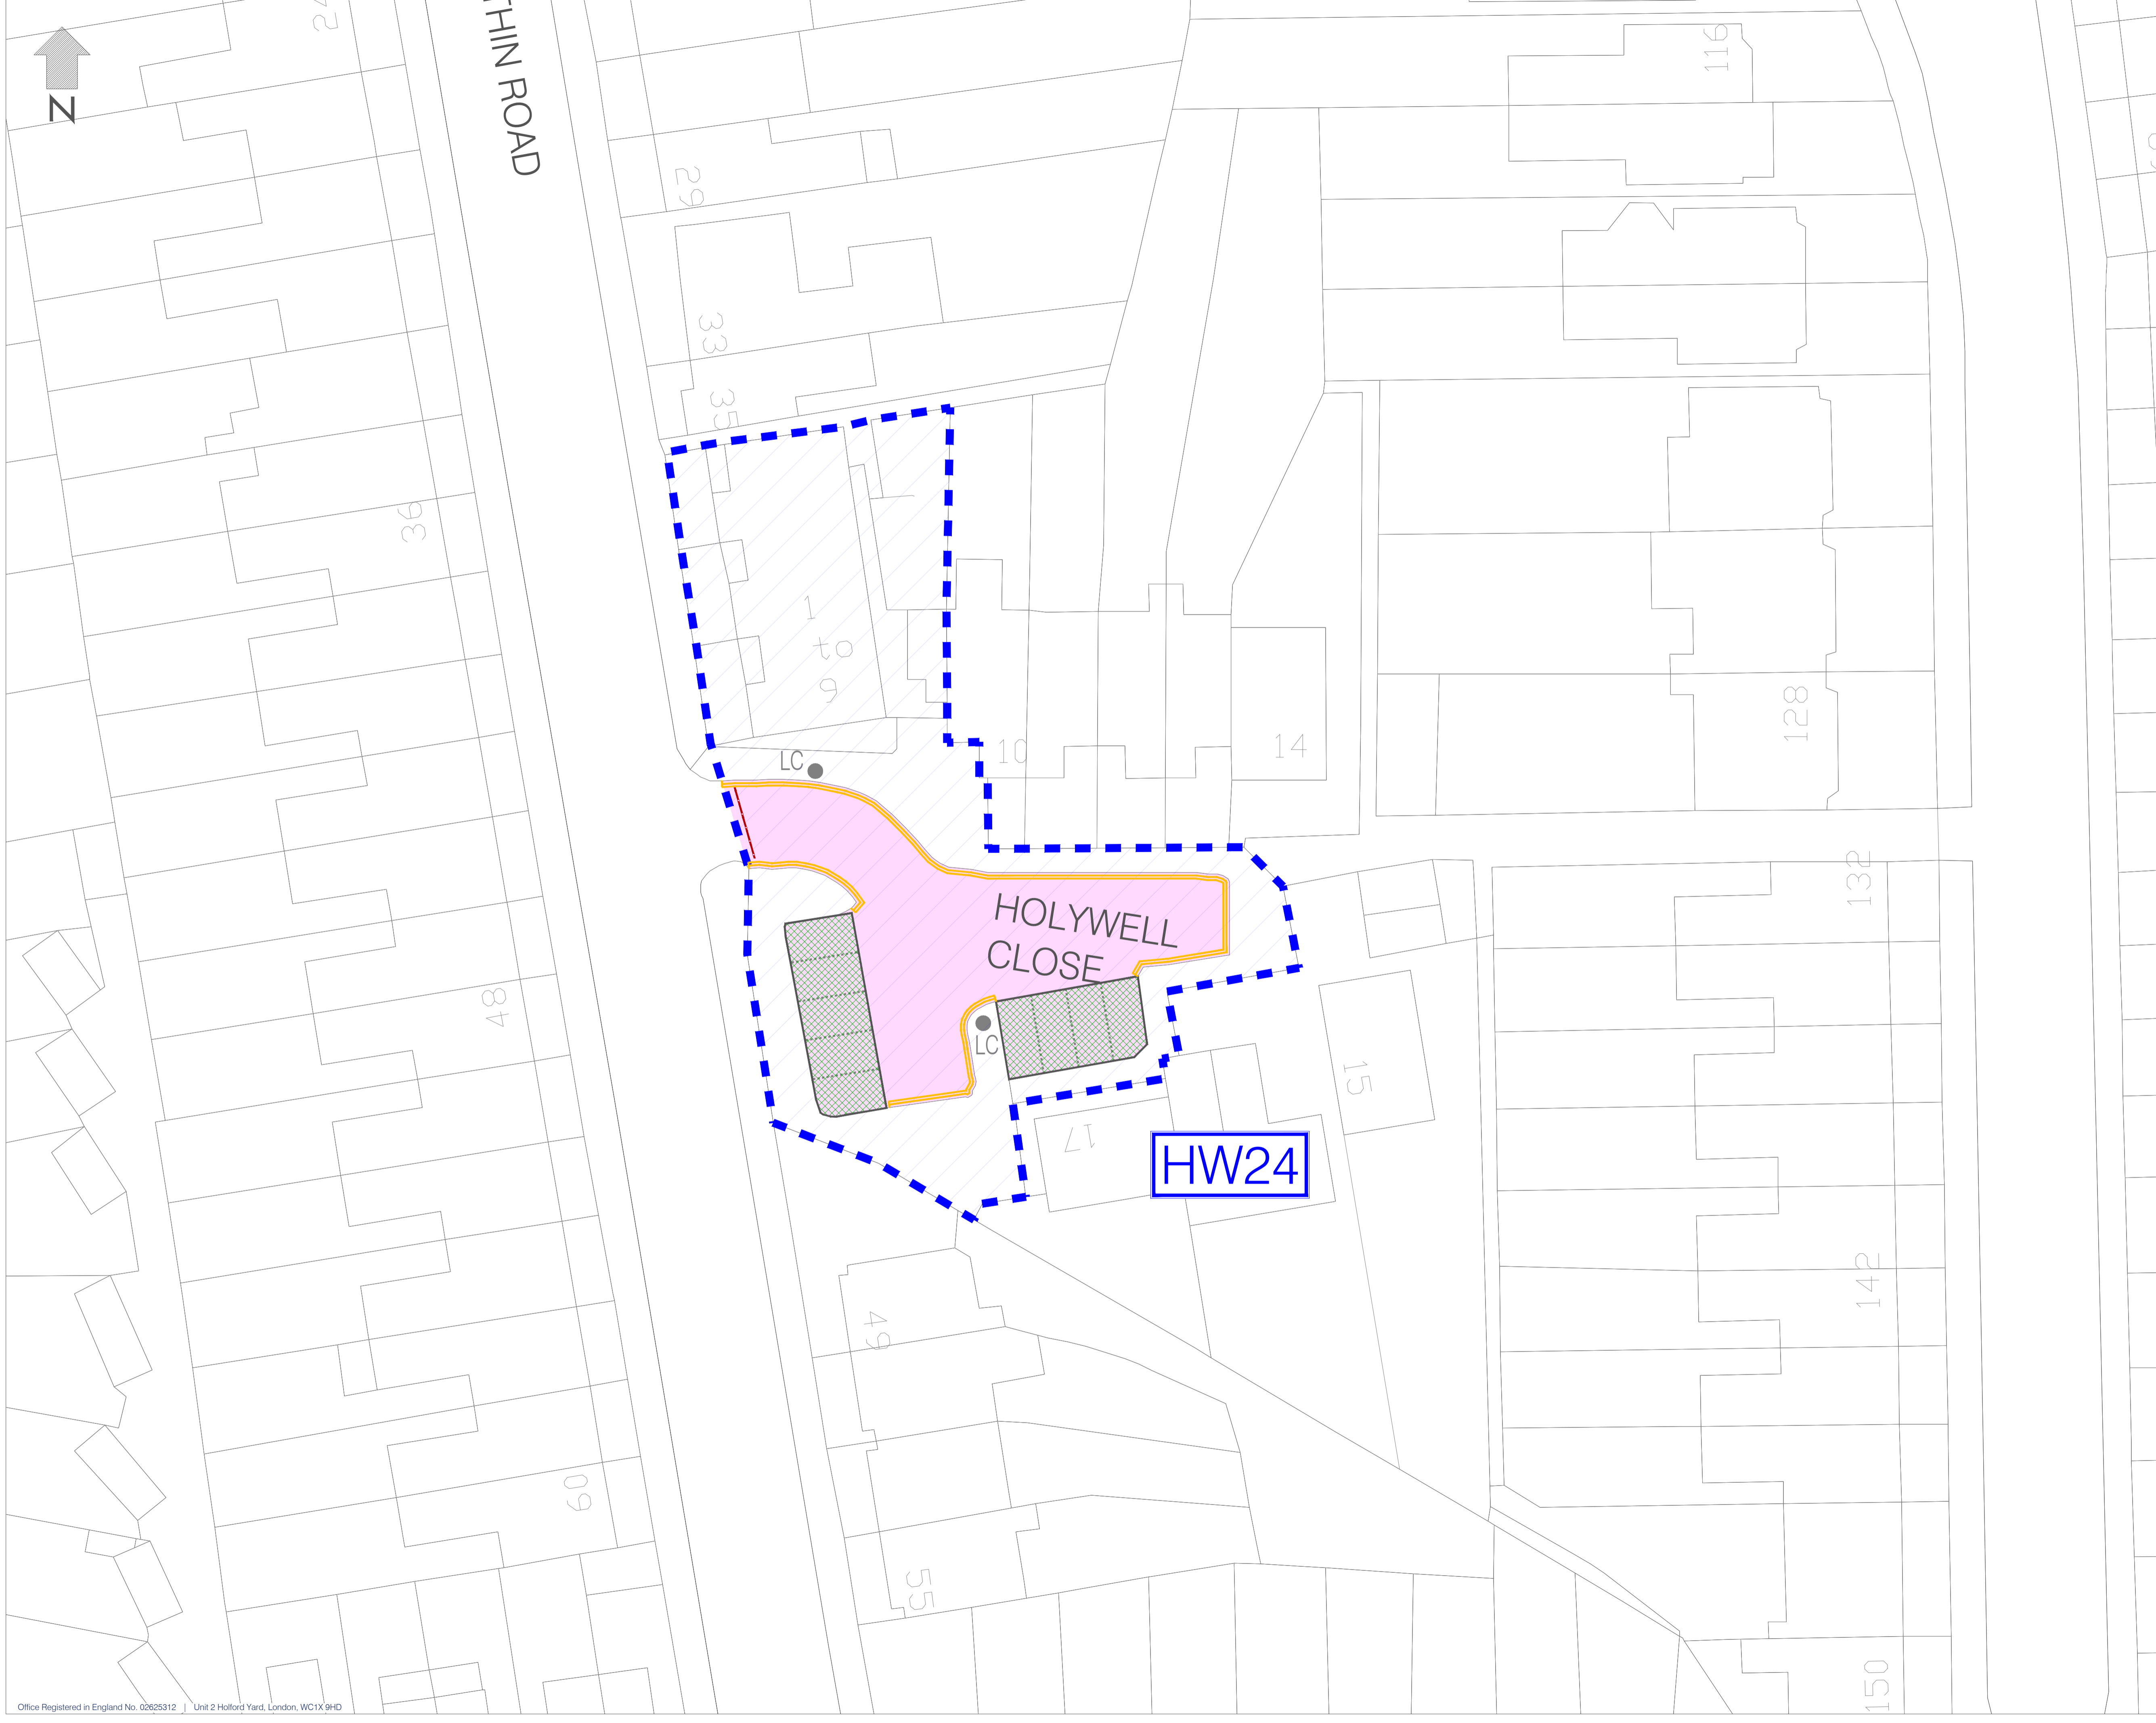 N
THIN ROAD
116
29
33
35
36
1
to
9
LC
10
14
128
HOLYWELL
CLOSE
132
48
LC
15
17
HW24
142
49
60
55
150
Office Registered in England No. 02625312 | Unit 2 Holford Yard, London, WC1X 9HD